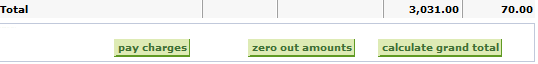 Total 3,031.00 70.00
pay charges zero out amounts calculate grand total